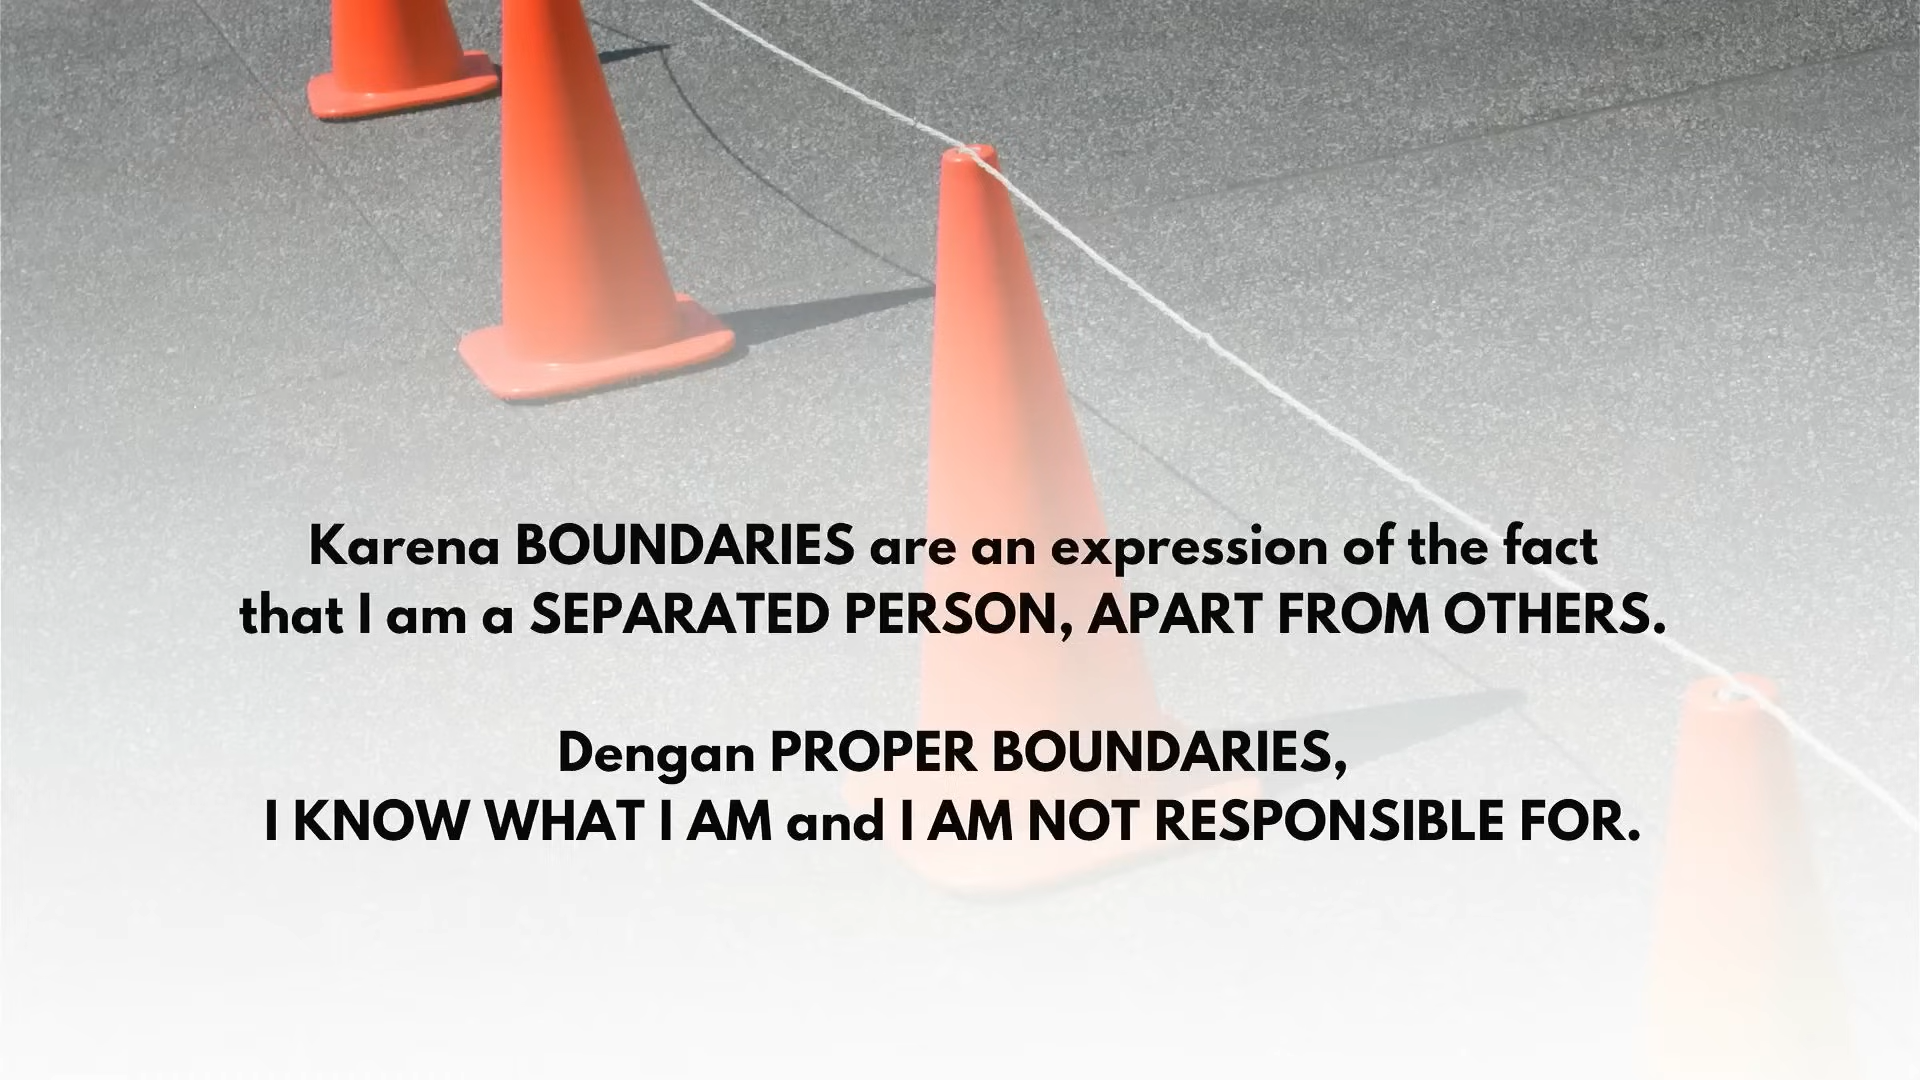 Karena BOUNDARIES are an expression of the fact
that I am a SEPARATED PERSON, APART FROM OTHERS.
Dengan PROPER BOUNDARIES,
I KNOW WHAT I AM and I AM NOT RESPONSIBLE FOR.